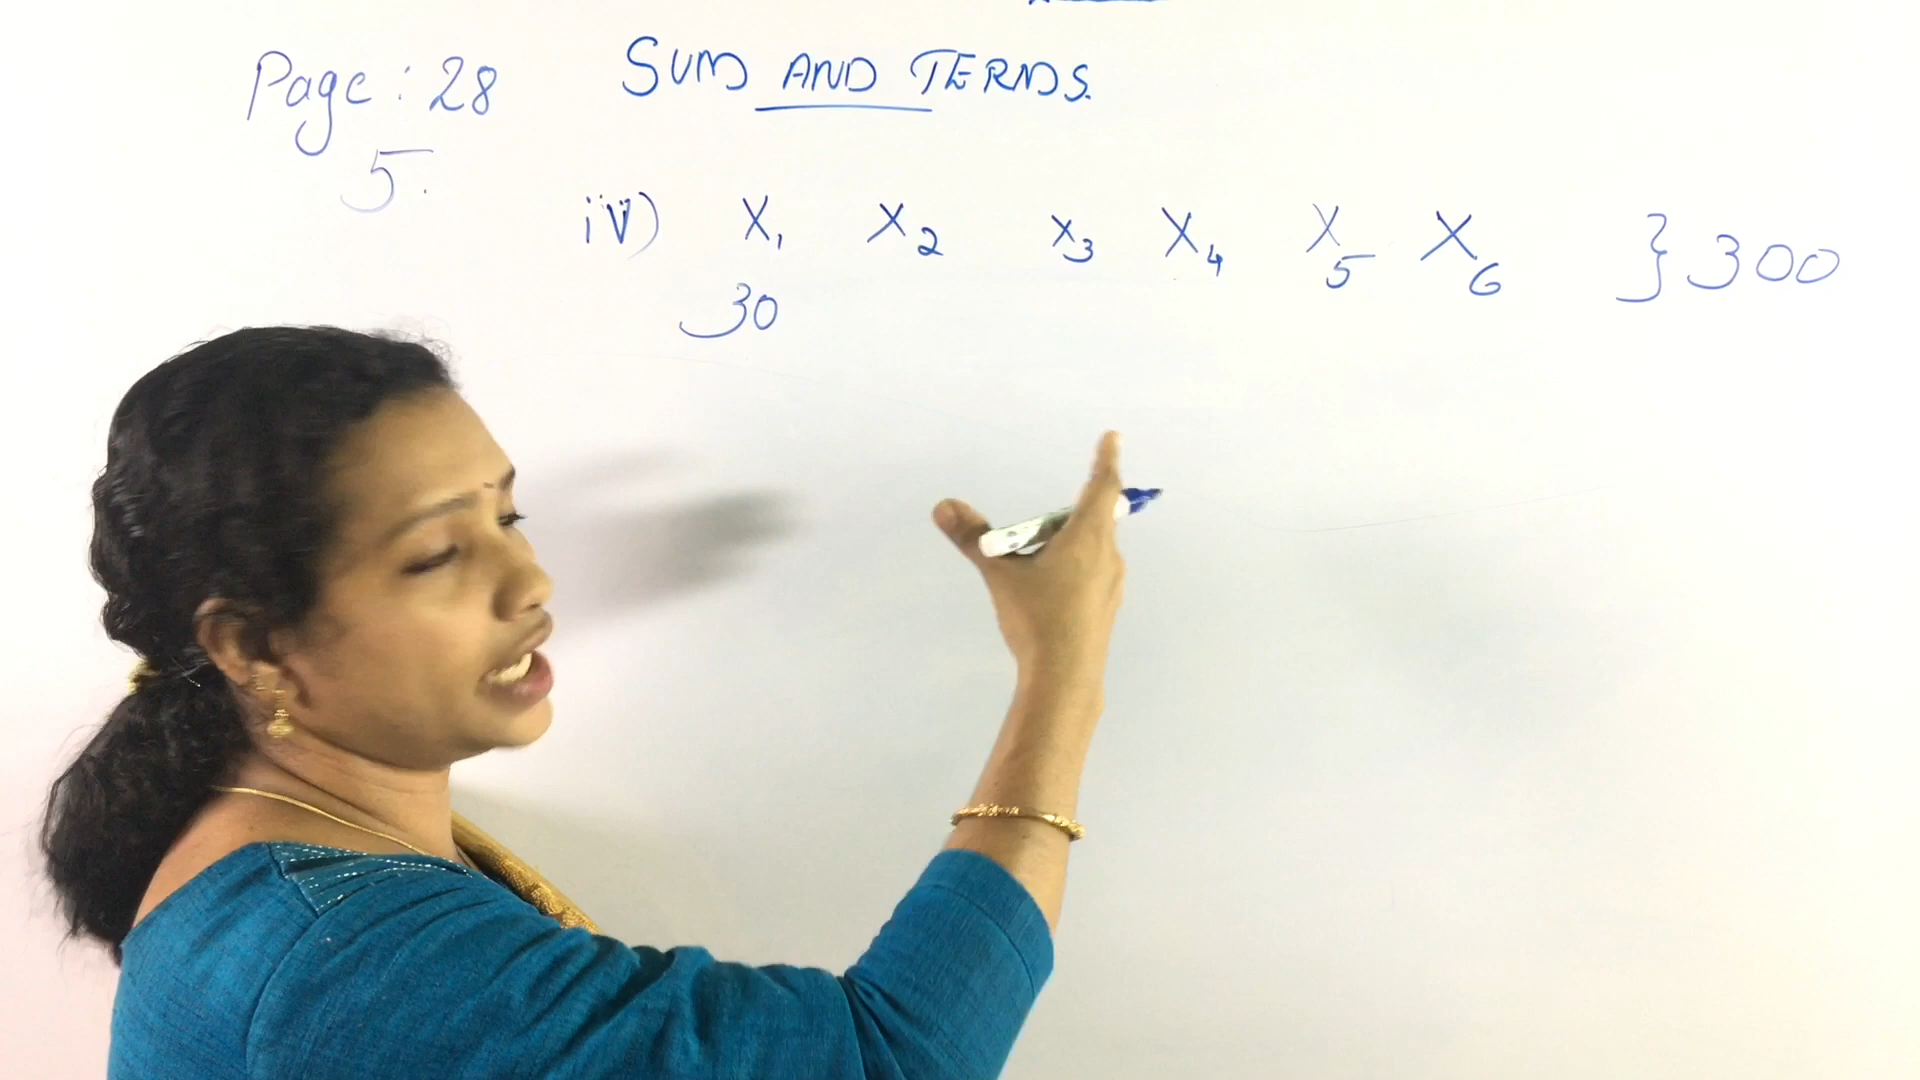 Page : 28
SUM AND TERMS.
5.
iv) X₁ X₂ X₃ X₄ X₅ X₆ } 300
30